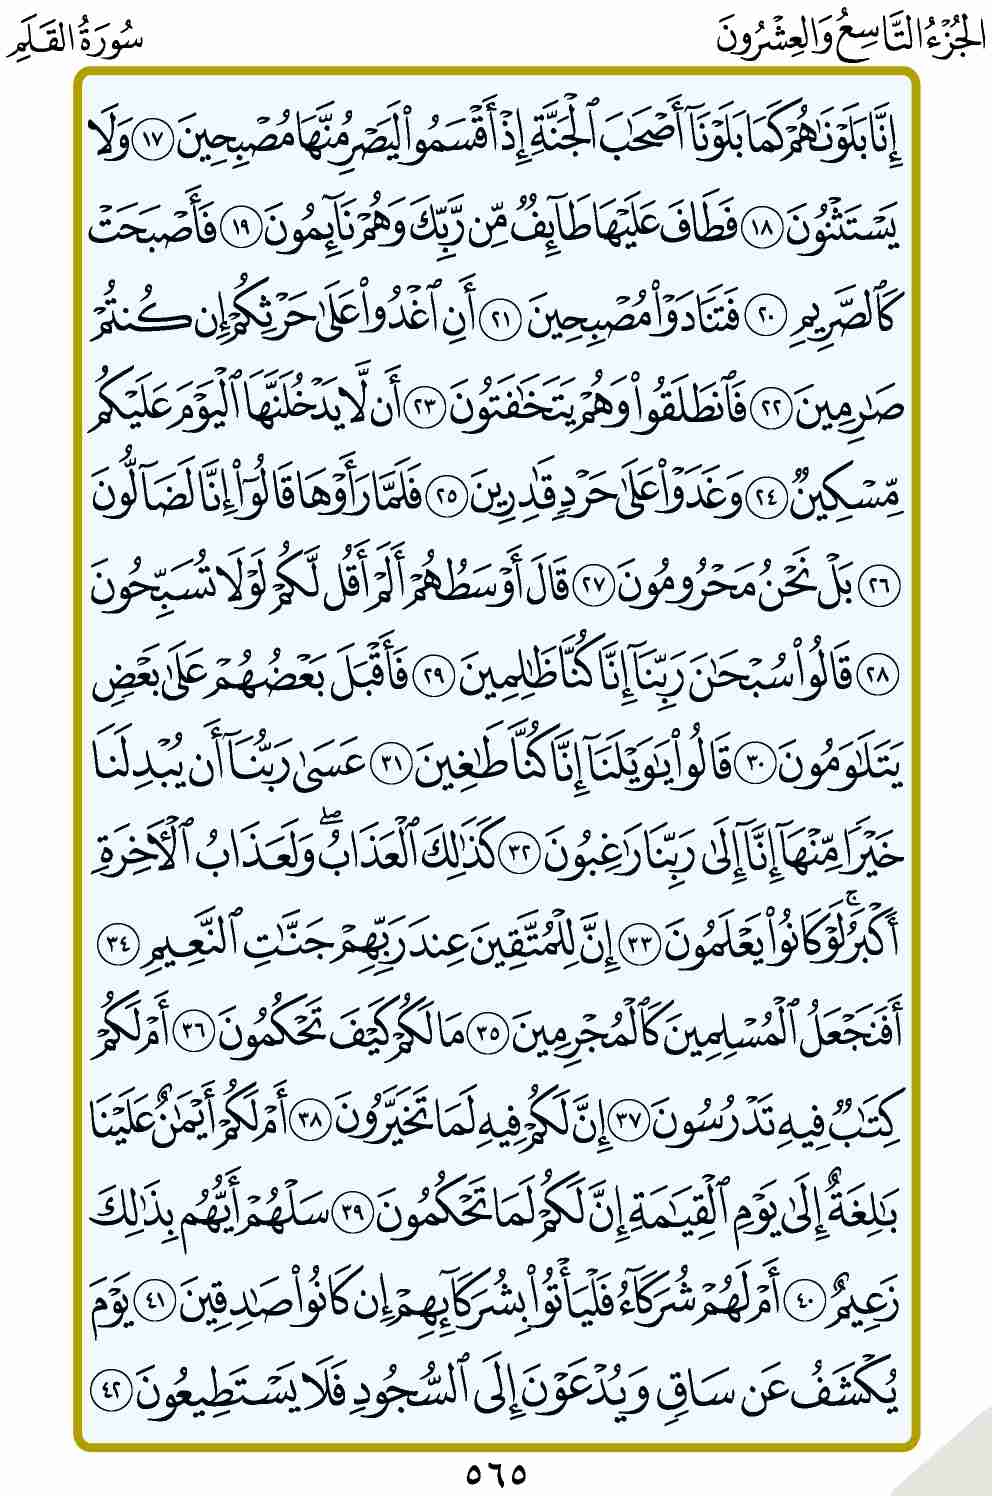 الجُزْءُ التَّاسِعُ وَالعِشْرُونَ
سُورَةُ القَلَمِ
إِنَّا بَلَوْنَٰهُمْ كَمَا بَلَوْنَآ أَصْحَٰبَ ٱلْجَنَّةِ إِذْ أَقْسَمُوا۟ لَيَصْرِمُنَّهَا مُصْبِحِينَ ١٧ وَلَا
يَسْتَثْنُونَ ١٨ فَطَافَ عَلَيْهَا طَآئِفٌ مِّن رَّبِّكَ وَهُمْ نَآئِمُونَ ١٩ فَأَصْبَحَتْ
كَٱلصَّرِيمِ ٢٠ فَتَنَادَوْا۟ مُصْبِحِينَ ٢١ أَنِ ٱغْدُوا۟ عَلَىٰ حَرْثِكُمْ إِن كُنتُمْ
صَٰرِمِينَ ٢٢ فَٱنطَلَقُوا۟ وَهُمْ يَتَخَٰفَتُونَ ٢٣ أَن لَّا يَدْخُلَنَّهَا ٱلْيَوْمَ عَلَيْكُم
مِّسْكِينٌ ٢٤ وَغَدَوْا۟ عَلَىٰ حَرْدٍ قَٰدِرِينَ ٢٥ فَلَمَّا رَأَوْهَا قَالُوٓا۟ إِنَّا لَضَآلُّونَ
٢٦ بَلْ نَحْنُ مَحْرُومُونَ ٢٧ قَالَ أَوْسَطُهُمْ أَلَمْ أَقُل لَّكُمْ لَوْلَا تُسَبِّحُونَ
٢٨ قَالُوا۟ سُبْحَٰنَ رَبِّنَآ إِنَّا كُنَّا ظَٰلِمِينَ ٢٩ فَأَقْبَلَ بَعْضُهُمْ عَلَىٰ بَعْضٍ
يَتَلَٰوَمُونَ ٣٠ قَالُوا۟ يَٰوَيْلَنَآ إِنَّا كُنَّا طَٰغِينَ ٣١ عَسَىٰ رَبُّنَآ أَن يُبْدِلَنَا
خَيْرًا مِّنْهَآ إِنَّآ إِلَىٰ رَبِّنَا رَٰغِبُونَ ٣٢ كَذَٰلِكَ ٱلْعَذَابُ ۖ وَلَعَذَابُ ٱلْءَاخِرَةِ
أَكْبَرُ ۚ لَوْ كَانُوا۟ يَعْلَمُونَ ٣٣ إِنَّ لِلْمُتَّقِينَ عِندَ رَبِّهِمْ جَنَّٰتِ ٱلنَّعِيمِ ٣٤
أَفَنَجْعَلُ ٱلْمُسْلِمِينَ كَٱلْمُجْرِمِينَ ٣٥ مَا لَكُمْ كَيْفَ تَحْكُمُونَ ٣٦ أَمْ لَكُمْ
كِتَٰبٌ فِيهِ تَدْرُسُونَ ٣٧ إِنَّ لَكُمْ فِيهِ لَمَا تَخَيَّرُونَ ٣٨ أَمْ لَكُمْ أَيْمَٰنٌ عَلَيْنَا
بَٰلِغَةٌ إِلَىٰ يَوْمِ ٱلْقِيَٰمَةِ إِنَّ لَكُمْ لَمَا تَحْكُمُونَ ٣٩ سَلْهُمْ أَيُّهُم بِذَٰلِكَ
زَعِيمٌ ٤٠ أَمْ لَهُمْ شُرَكَآءُ فَلْيَأْتُوا۟ بِشُرَكَآئِهِمْ إِن كَانُوا۟ صَٰدِقِينَ ٤١ يَوْمَ
يُكْشَفُ عَن سَاقٍ وَيُدْعَوْنَ إِلَى ٱلسُّجُودِ فَلَا يَسْتَطِيعُونَ ٤٢
٥٦٥